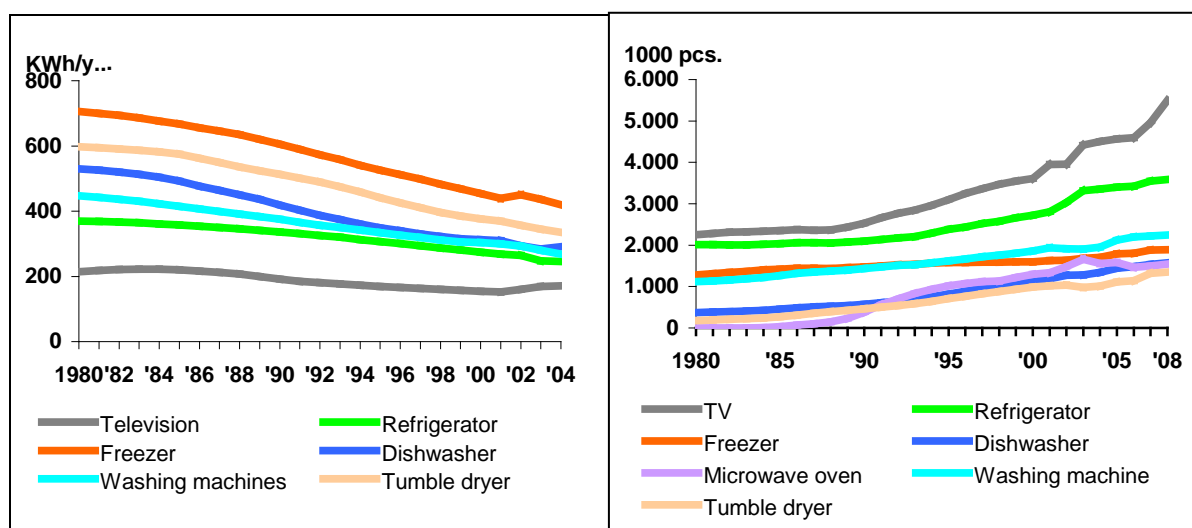 KWh/y...
800
600
400
200
0
1980 '82 '84 '86 '88 '90 '92 '94 '96 '98 '00 '02 '04
Television Refrigerator
Freezer Dishwasher
Washing machines Tumble dryer
1000 pcs.
6.000
5.000
4.000
3.000
2.000
1.000
0
1980 '85 '90 '95 '00 '05 '08
TV Refrigerator
Freezer Dishwasher
Microwave oven Washing machine
Tumble dryer